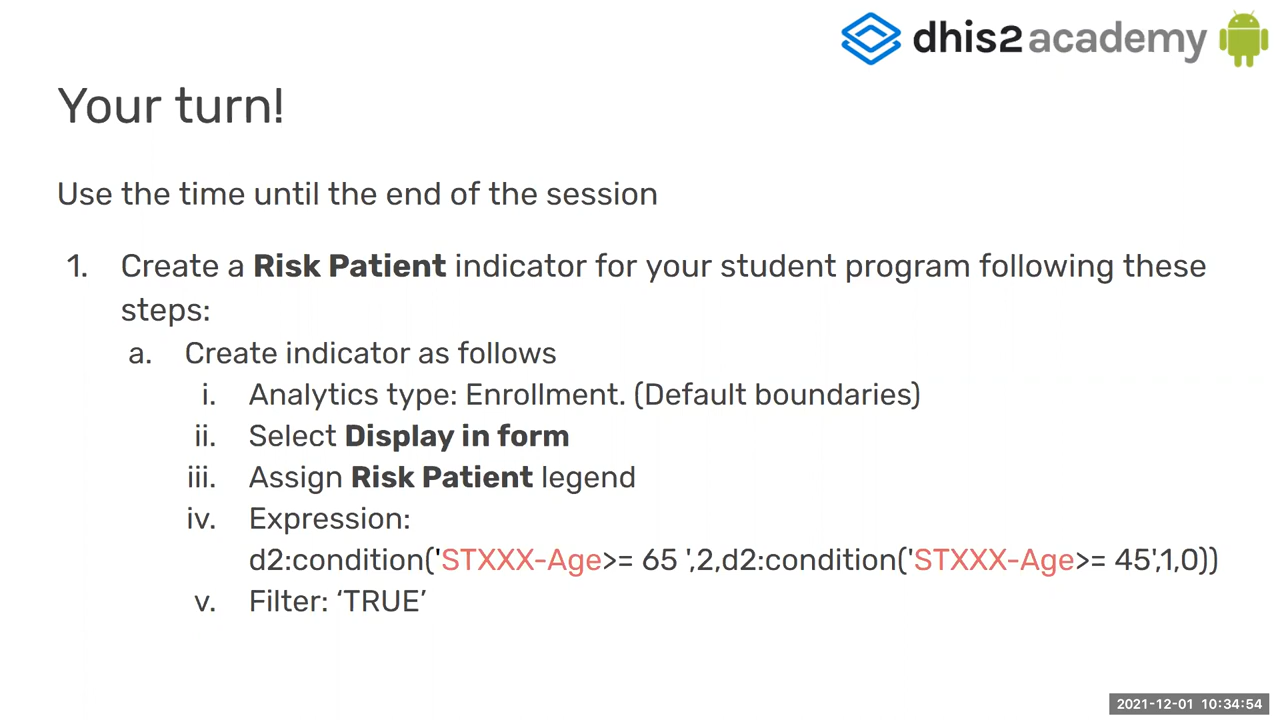 dhis2 academy
Your turn!
Use the time until the end of the session
1. Create a Risk Patient indicator for your student program following these
steps:
a. Create indicator as follows
i. Analytics type: Enrollment. (Default boundaries)
ii. Select Display in form
iii. Assign Risk Patient legend
iv. Expression:
d2:condition('STXXX-Age>= 65 ',2,d2:condition('STXXX-Age>= 45',1,0))
v. Filter: ‘TRUE’
2021-12-01 10:34:54